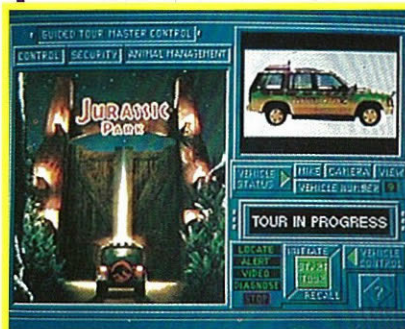 GUIDED TOUR MASTER CONTROL
CONTROL SECURITY ANIMAL MANAGEMENT
JURASSIC
PARK
VEHICLE
STATUS
MIKE CAMERA VIEW
VEHICLE NUMBER
TOUR IN PROGRESS
LOCATE
ALERT
VIDEO
DIAGNOSE
STOP
INITIATE
START
TOUR
RECALL
VEHICLE
CONTROL
?